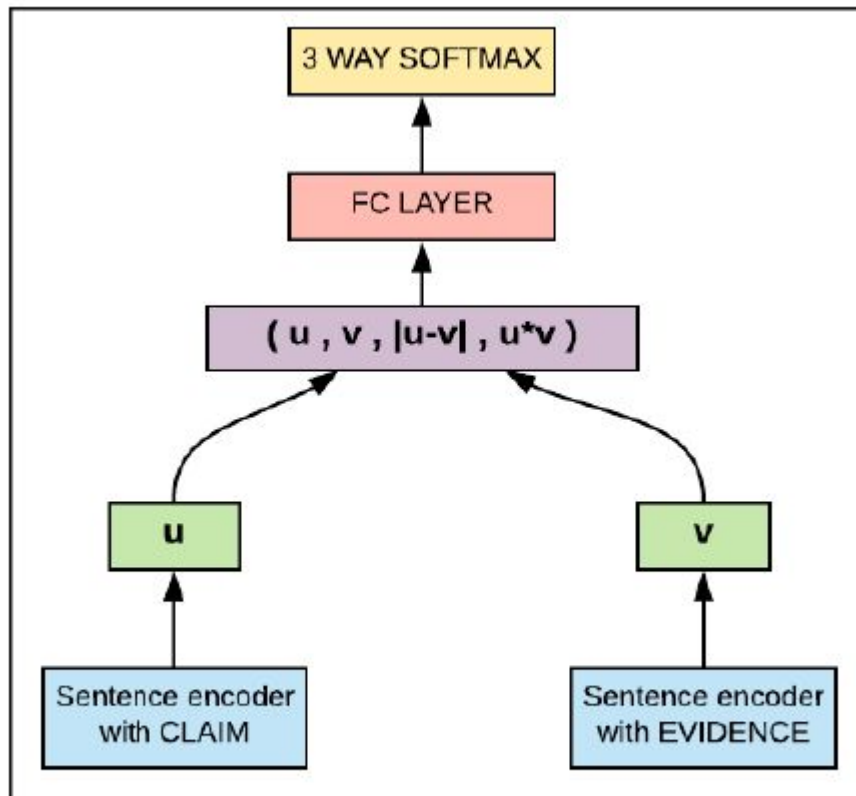 3 WAY SOFTMAX
FC LAYER
( u , v , |u-v| , u*v )
u
v
Sentence encoder
with CLAIM
Sentence encoder
with EVIDENCE